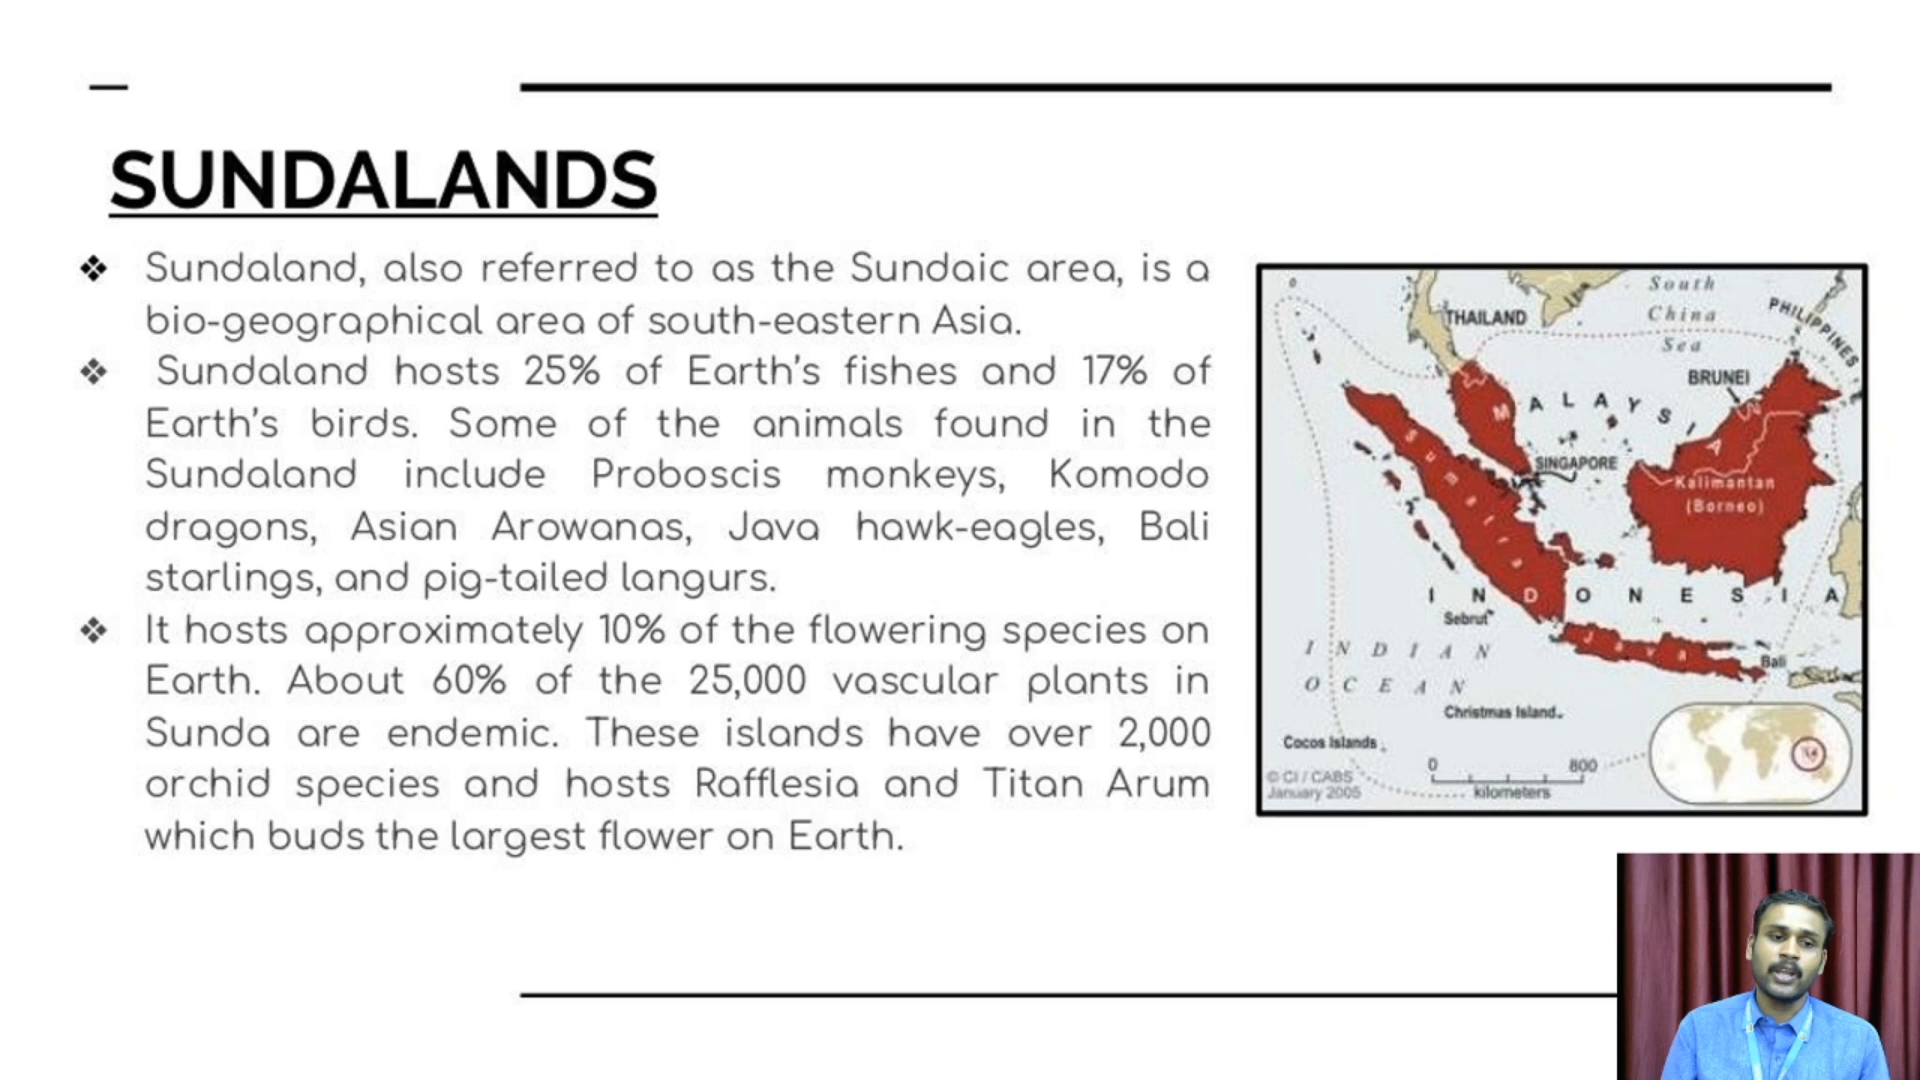 SUNDALANDS
❖ Sundaland, also referred to as the Sundaic area, is a
bio-geographical area of south-eastern Asia.
❖ Sundaland hosts 25% of Earth's fishes and 17% of
Earth's birds. Some of the animals found in the
Sundaland include Proboscis monkeys, Komodo
dragons, Asian Arowanas, Java hawk-eagles, Bali
starlings, and pig-tailed langurs.
❖ It hosts approximately 10% of the flowering species on
Earth. About 60% of the 25,000 vascular plants in
Sunda are endemic. These islands have over 2,000
orchid species and hosts Rafflesia and Titan Arum
which buds the largest flower on Earth.
South
China
Sea
THAILAND
PHILIPPINES
BRUNEI
MALAYSIA
SINGAPORE
Sumatra
Kalimantan
(Borneo)
INDONESIA
Sebrut
Java
Bali
INDIAN
OCEAN
Christmas Island
Cocos Islands
0 800
kilometers
© CI / CABS
January 2005